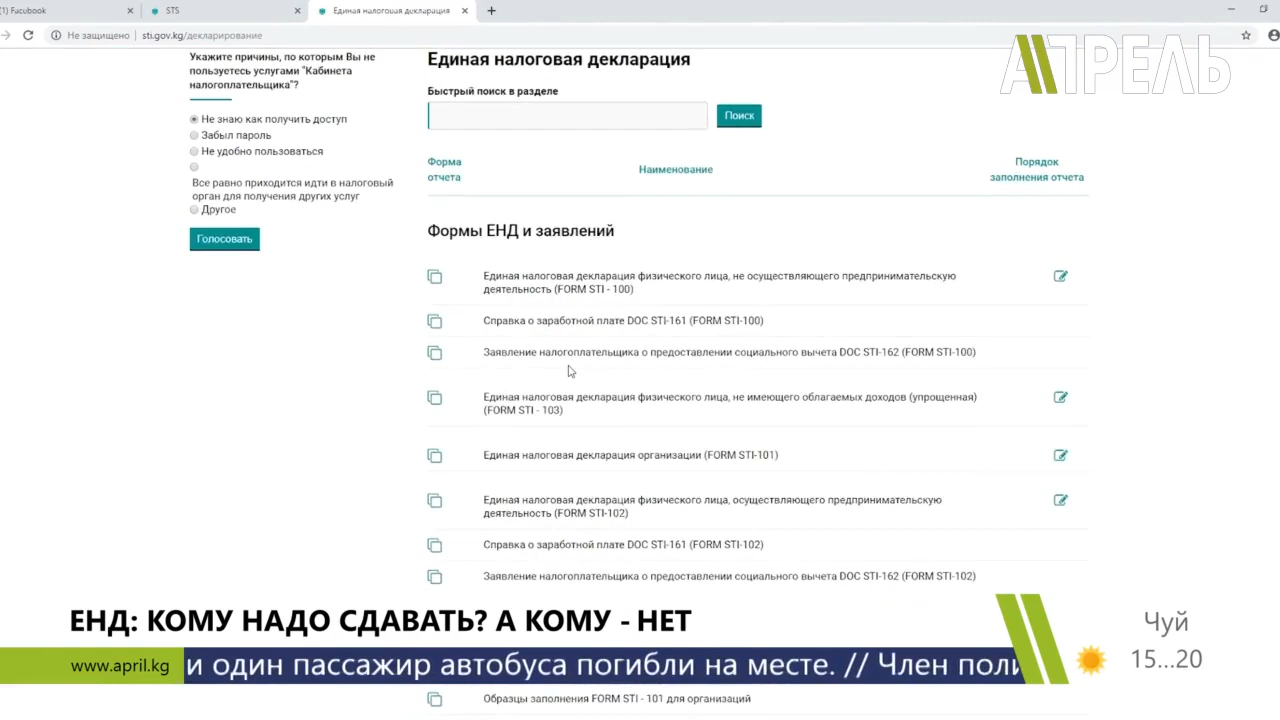 (1) Facebook
STS
Единая налоговая декларация
Не защищено | sti.gov.kg/декларирование
АПРЕЛЬ
Укажите причины, по которым Вы не
пользуетесь услугами "Кабинета
налогоплательщика"?
Не знаю как получить доступ
Забыл пароль
Не удобно пользоваться
Все равно приходится идти в налоговый
орган для получения других услуг
Другое
Голосовать
Единая налоговая декларация
Быстрый поиск в разделе
Поиск
Форма
отчета
Наименование
Порядок
заполнения отчета
Формы ЕНД и заявлений
Единая налоговая декларация физического лица, не осуществляющего предпринимательскую
деятельность (FORM STI - 100)
Справка о заработной плате DOC STI-161 (FORM STI-100)
Заявление налогоплательщика о предоставлении социального вычета DOC STI-162 (FORM STI-100)
Единая налоговая декларация физического лица, не имеющего облагаемых доходов (упрощенная)
(FORM STI - 103)
Единая налоговая декларация организации (FORM STI-101)
Единая налоговая декларация физического лица, осуществляющего предпринимательскую
деятельность (FORM STI-102)
Справка о заработной плате DOC STI-161 (FORM STI-102)
Заявление налогоплательщика о предоставлении социального вычета DOC STI-162 (FORM STI-102)
ЕНД: КОМУ НАДО СДАВАТЬ? А КОМУ - НЕТ
www.april.kg
и один пассажир автобуса погибли на месте. // Член поли
Чуй
15...20
Образцы заполнения FORM STI - 101 для организаций